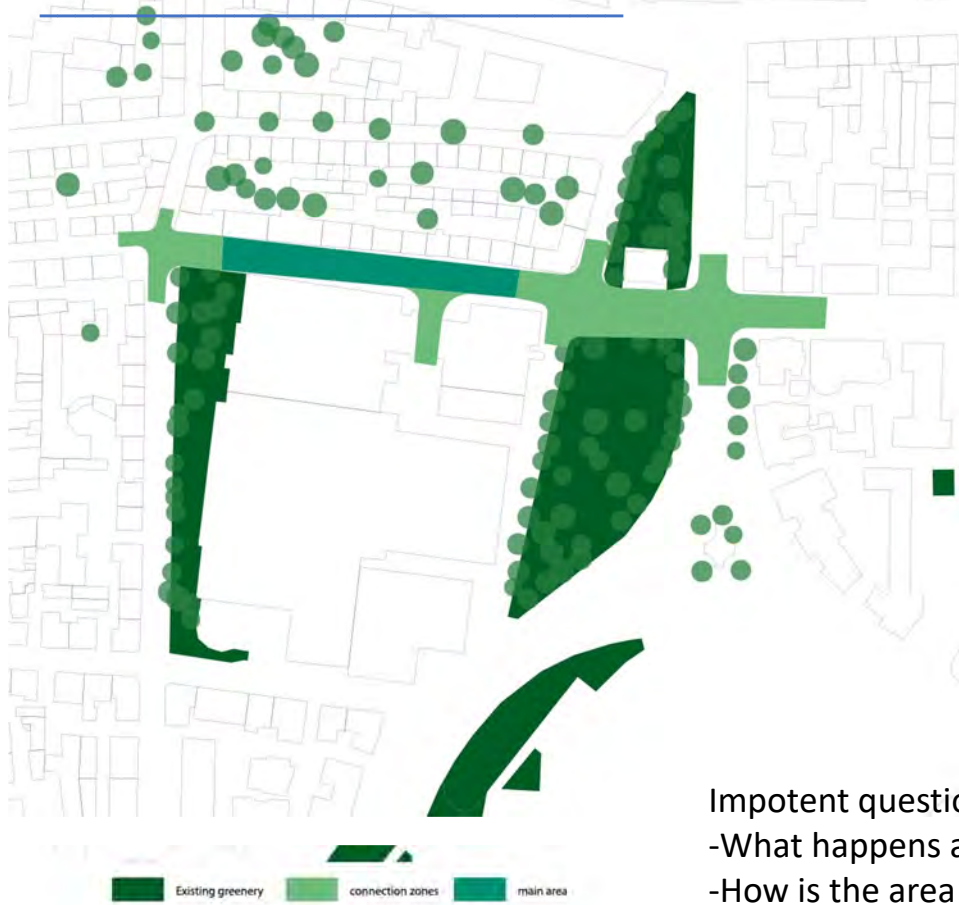 Impotent questio
-What happens a
-How is the area
Existing greenery connection zones main area